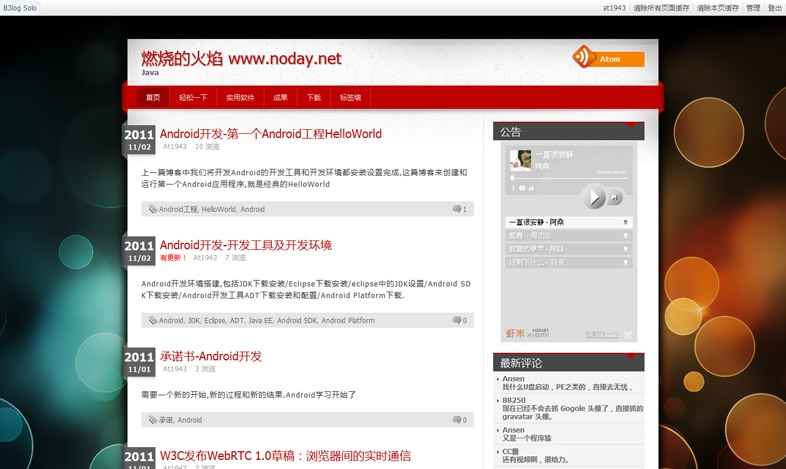 B3log Solo
at1943 清除所有页面缓存 清除本页缓存 管理 登出
燃烧的火焰 www.noday.net
Java
Atom
首页 轻松一下 实用软件 成果 下载 标签墙
2011
11/02
Android开发-第一个Android工程HelloWorld
At1943 20 浏览
上一篇博客中我们将开发Android的开发工具和开发环境都安装设置完成,这篇博客来创建和
运行第一个Android应用程序,就是经典的HelloWorld
Android工程, HelloWorld, Android
1
2011
11/02
Android开发-开发工具及开发环境
有更新！ At1943 7 浏览
Android开发环境搭建,包括JDK下载安装/Eclipse下载安装/eclipse中的JDK设置/Android SD
K下载安装/Android开发工具ADT下载安装和配置/Android Platform下载.
Android, JDK, Eclipse, ADT, Java EE, Android SDK, Android Platform
0
2011
11/01
承诺书-Android开发
At1943 3 浏览
需要一个新的开始,新的过程和新的结果.Android学习开始了
承诺, Android
0
2011
11/01
W3C发布WebRTC 1.0草稿：浏览器间的实时通信
公告
一直很安静
一直很安静 - 阿桑
虾米
xiami
最新评论
Ansen
找什么U盘启动，PE之类的，直接去无忧，
88250
现在已经不会去抓 Gogole 头像了，直接抓的
gravatar 头像。
Ansen
又是一个程序猿
CC酱
还有视频啊，很给力。